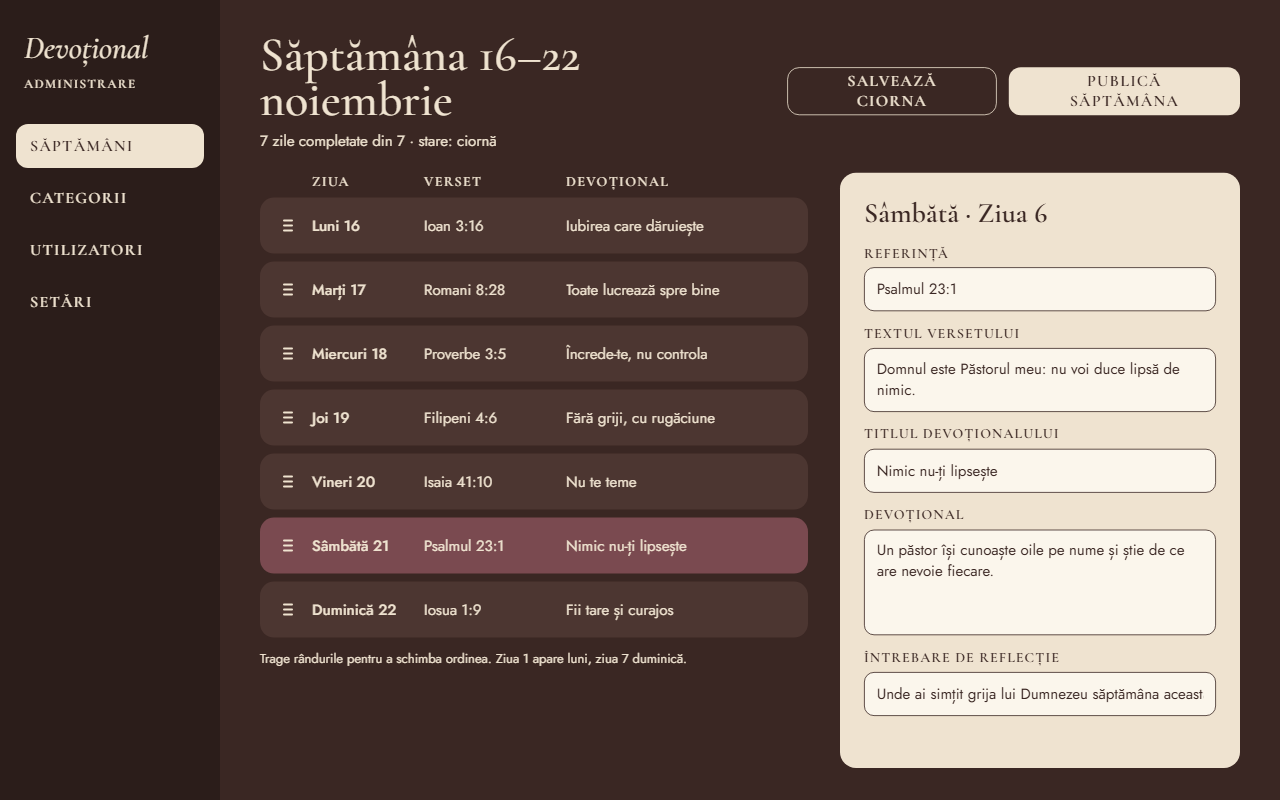 Devoțional
ADMINISTRARE
SĂPTĂMÂNI
CATEGORII
UTILIZATORI
SETĂRI
Săptămâna 16–22
noiembrie
7 zile completate din 7 · stare: ciornă
SALVEAZĂ
CIORNA
PUBLICĂ
SĂPTĂMÂNA
ZIUA VERSET DEVOȚIONAL
Luni 16 Ioan 3:16 Iubirea care dăruiește
Marți 17 Romani 8:28 Toate lucrează spre bine
Miercuri 18 Proverbe 3:5 Încrede-te, nu controla
Joi 19 Filipeni 4:6 Fără griji, cu rugăciune
Vineri 20 Isaia 41:10 Nu te teme
Sâmbătă 21 Psalmul 23:1 Nimic nu-ți lipsește
Duminică 22 Iosua 1:9 Fii tare și curajos
Trage rândurile pentru a schimba ordinea. Ziua 1 apare luni, ziua 7 duminică.
Sâmbătă · Ziua 6
REFERINȚĂ
Psalmul 23:1
TEXTUL VERSETULUI
Domnul este Păstorul meu: nu voi duce lipsă de
nimic.
TITLUL DEVOȚIONALULUI
Nimic nu-ți lipsește
DEVOȚIONAL
Un păstor își cunoaște oile pe nume și știe de ce
are nevoie fiecare.
ÎNTREBARE DE REFLECȚIE
Unde ai simțit grija lui Dumnezeu săptămâna aceast